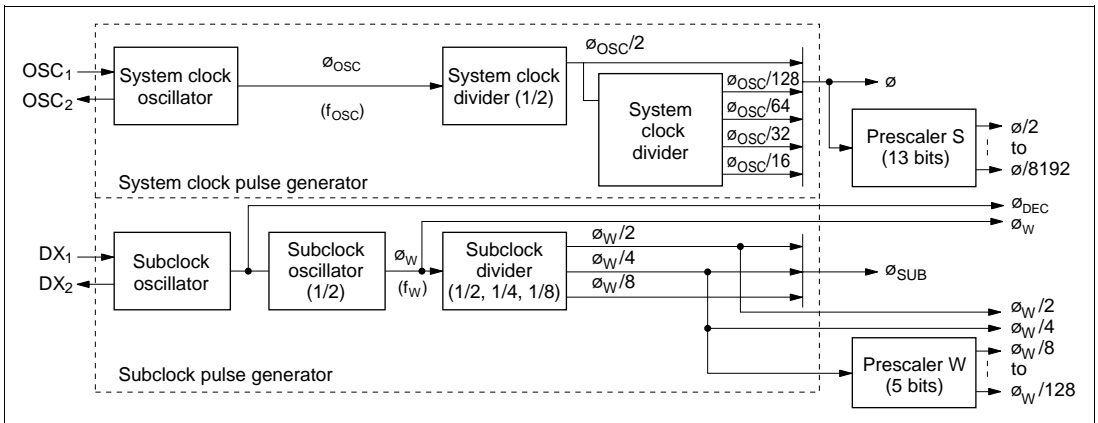 OSC₁
OSC₂
System clock
oscillator
øOSC
(fOSC)
System clock
divider (1/2)
øOSC/2
System
clock
divider
øOSC/128
øOSC/64
øOSC/32
øOSC/16
ø
Prescaler S
(13 bits)
ø/2
to
ø/8192
System clock pulse generator
øDEC
øW
DX₁
DX₂
Subclock
oscillator
Subclock
oscillator
(1/2)
øW
(fW)
Subclock
divider
(1/2, 1/4, 1/8)
øW/2
øW/4
øW/8
øSUB
øW/2
øW/4
Prescaler W
(5 bits)
øW/8
to
øW/128
Subclock pulse generator